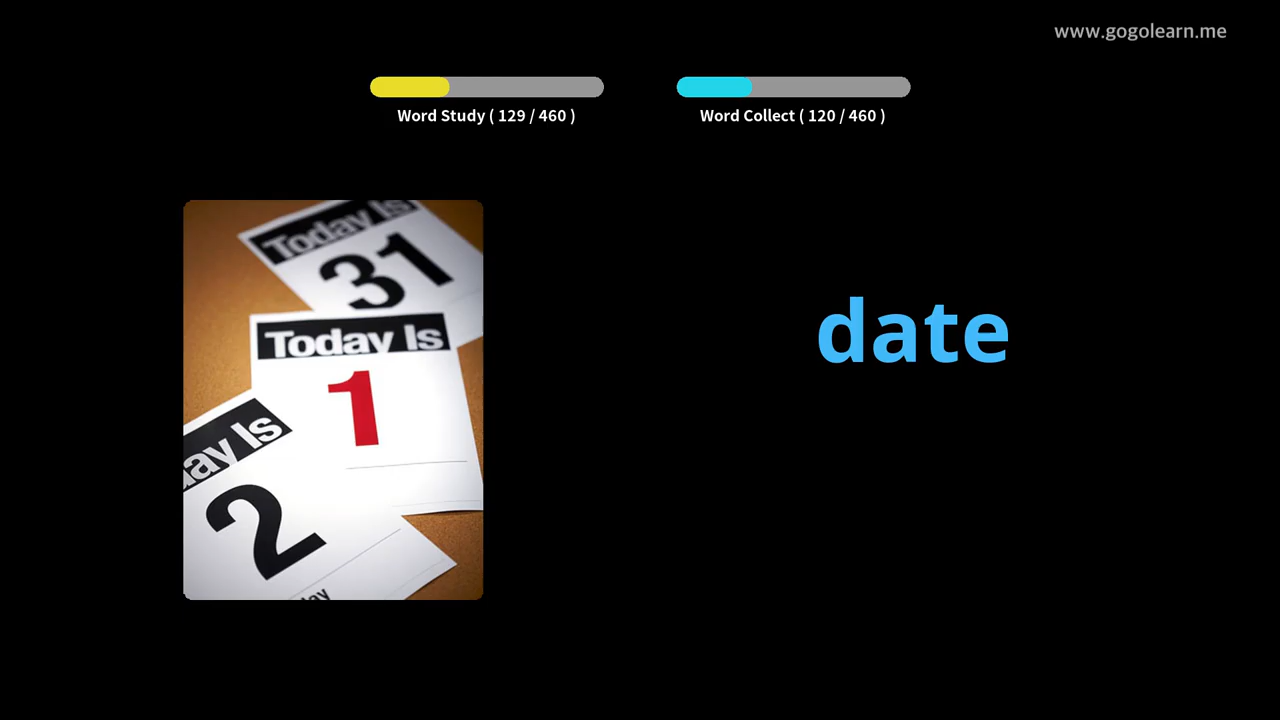 www.gogolearn.me
Word Study ( 129 / 460 )
Word Collect ( 120 / 460 )
Today Is
31
Today Is
1
ay Is
2
date